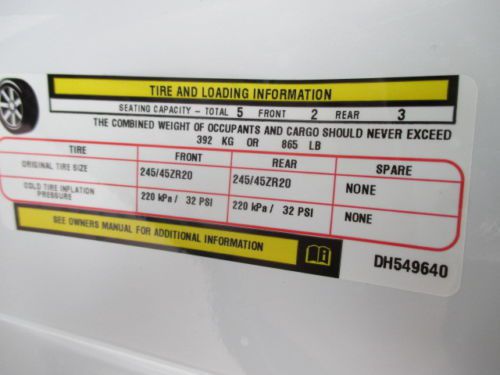 TIRE AND LOADING INFORMATION
SEATING CAPACITY - TOTAL 5 FRONT 2 REAR 3
THE COMBINED WEIGHT OF OCCUPANTS AND CARGO SHOULD NEVER EXCEED
392 KG OR 865 LB
TIRE FRONT REAR SPARE
ORIGINAL TIRE SIZE 245/45ZR20 245/45ZR20 NONE
COLD TIRE INFLATION PRESSURE 220 kPa / 32 PSI 220 kPa / 32 PSI NONE
SEE OWNERS MANUAL FOR ADDITIONAL INFORMATION
DH549640